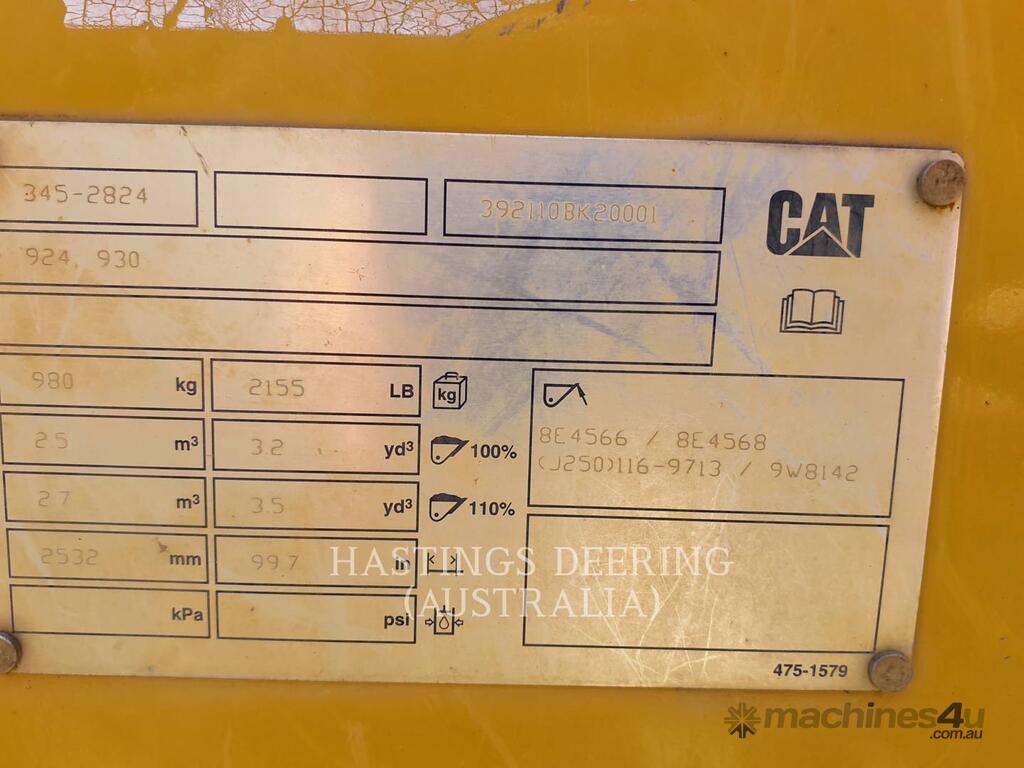 345-2824 392110BK20001 CAT
924, 930
980 kg 2155 LB kg
2.5 m³ 3.2 yd³ 100%
2.7 m³ 3.5 yd³ 110%
2532 mm 99.7 in
kPa psi
8E4566 / 8E4568
(J250)116-9713 / 9W8142
HASTINGS DEERING
(AUSTRALIA)
475-1579
machines4u
.com.au